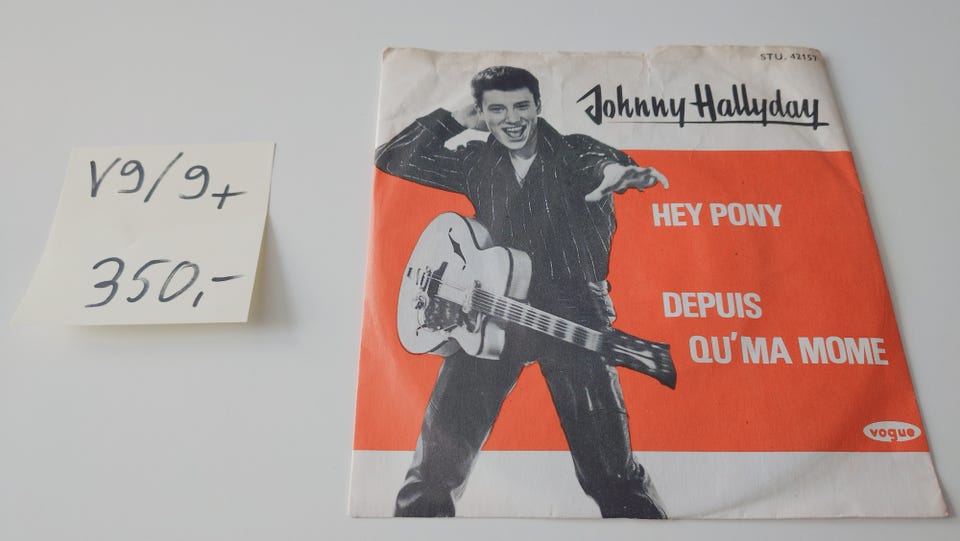 V9/9+
350,-
STU. 42157
Johnny Hallyday
HEY PONY
DEPUIS
QU'MA MOME
vogue